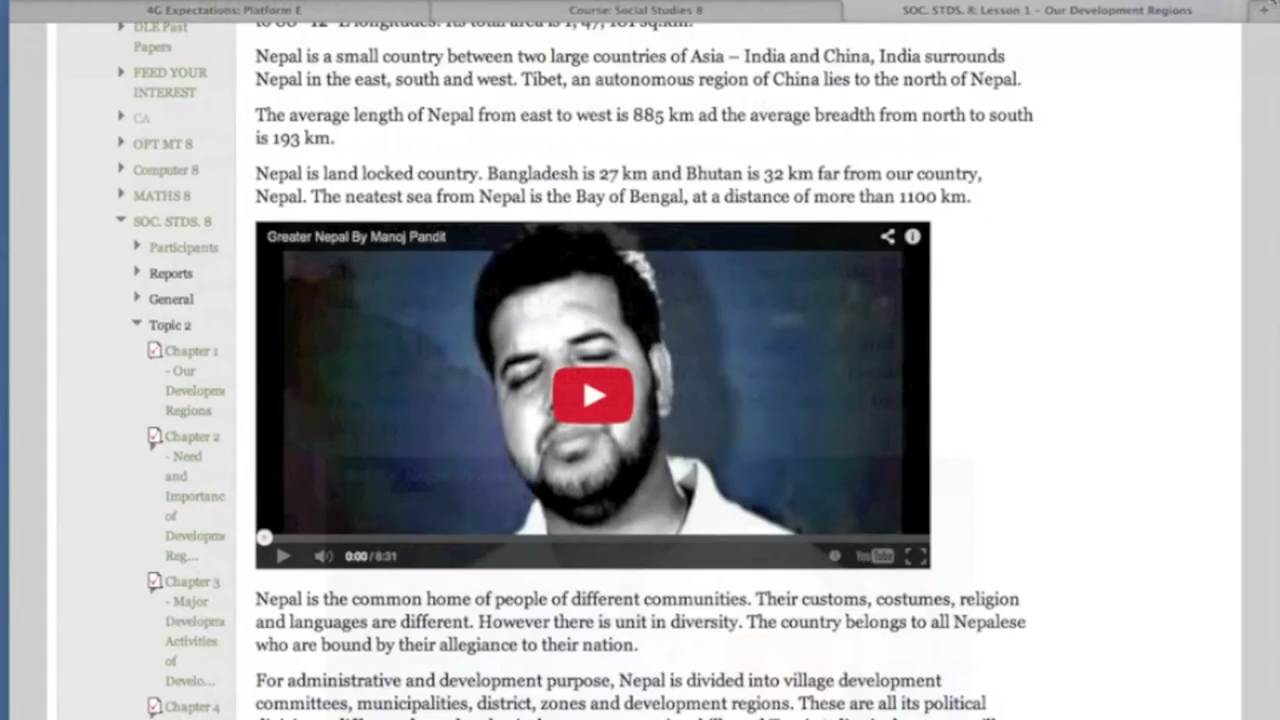 4G Expectations: Platform E
Course: Social Studies 8
SOC. STDS. 8: Lesson 1 – Our Development Regions
DLE Past
Papers
FEED YOUR
INTEREST
CA
OPT MT 8
Computer 8
MATHS 8
SOC. STDS. 8
Participants
Reports
General
Topic 2
Chapter 1
- Our
Developme
Regions
Chapter 2
- Need
and
Importanc
of
Developme
Reg...
Chapter 3
- Major
Developme
Activities
of
Develo...
Chapter 4
Nepal is a small country between two large countries of Asia – India and China, India surrounds
Nepal in the east, south and west. Tibet, an autonomous region of China lies to the north of Nepal.
The average length of Nepal from east to west is 885 km ad the average breadth from north to south
is 193 km.
Nepal is land locked country. Bangladesh is 27 km and Bhutan is 32 km far from our country,
Nepal. The neatest sea from Nepal is the Bay of Bengal, at a distance of more than 1100 km.
Greater Nepal By Manoj Pandit
0:00 / 8:31
YouTube
Nepal is the common home of people of different communities. Their customs, costumes, religion
and languages are different. However there is unit in diversity. The country belongs to all Nepalese
who are bound by their allegiance to their nation.
For administrative and development purpose, Nepal is divided into village development
committees, municipalities, district, zones and development regions. These are all its political